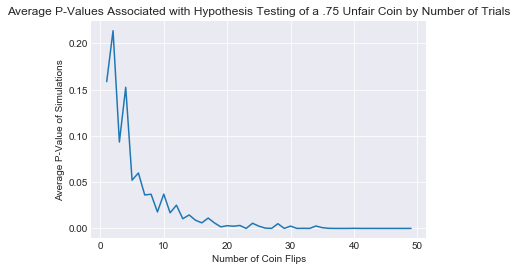 Average P-Values Associated with Hypothesis Testing of a .75 Unfair Coin by Number of Trials
0.20
0.15
0.10
0.05
0.00
Average P-Value of Simulations
0 10 20 30 40 50
Number of Coin Flips